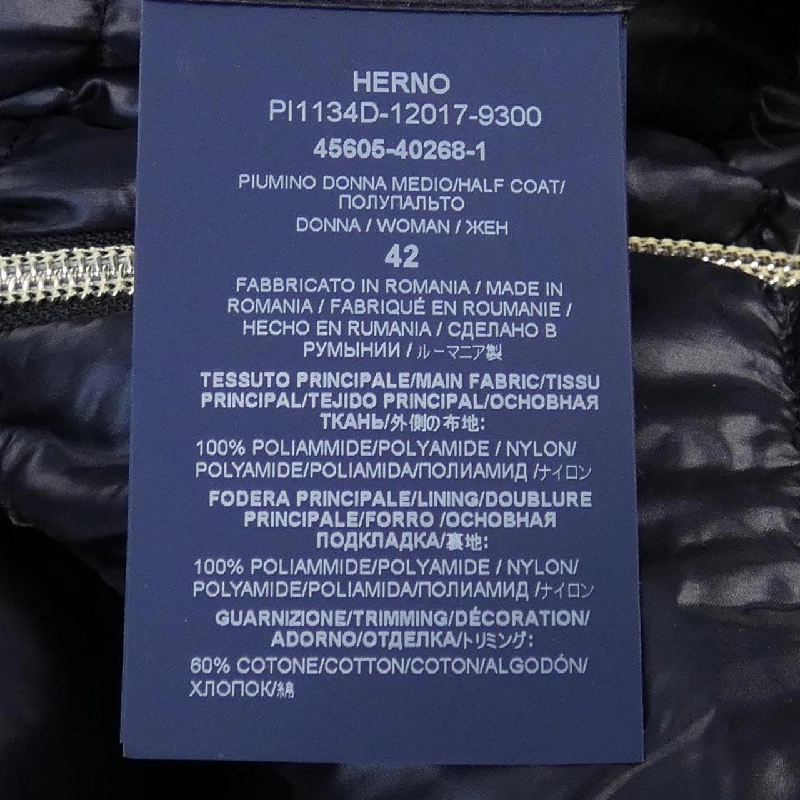 HERNO
PI1134D-12017-9300
45605-40268-1
PIUMINO DONNA MEDIO/HALF COAT/
ПОЛУПАЛЬТО
DONNA / WOMAN / ЖЕН
42
FABBRICATO IN ROMANIA / MADE IN
ROMANIA / FABRIQUÉ EN ROUMANIE /
HECHO EN RUMANIA / СДЕЛАНО В
РУМЫНИИ / ルーマニア製
TESSUTO PRINCIPALE/MAIN FABRIC/TISSU
PRINCIPAL/TEJIDO PRINCIPAL/ОСНОВНАЯ
ТКАНЬ/外側の布地:
100% POLIAMMIDE/POLYAMIDE / NYLON/
POLYAMIDE/POLIAMIDA/ПОЛИАМИД /ナイロン
FODERA PRINCIPALE/LINING/DOUBLURE
PRINCIPALE/FORRO /ОСНОВНАЯ
ПОДКЛАДКА/裏地:
100% POLIAMMIDE/POLYAMIDE / NYLON/
POLYAMIDE/POLIAMIDA/ПОЛИАМИД /ナイロン
GUARNIZIONE/TRIMMING/DÉCORATION/
ADORNO/ОТДЕЛКА/トリミング:
60% COTONE/COTTON/COTON/ALGODÓN/
ХЛОПОК/綿